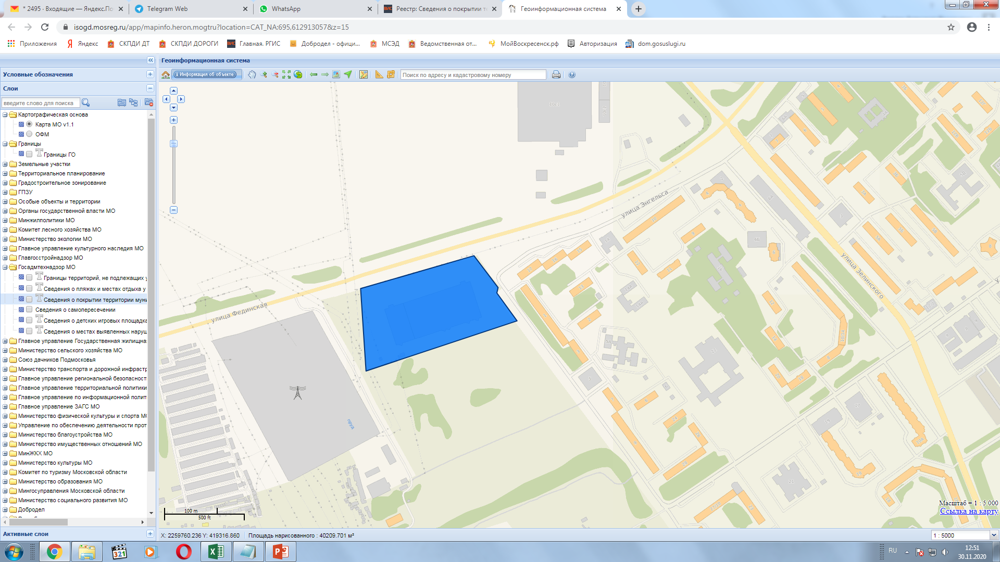 * 2495 · Входящие — Яндекс.По
Telegram Web
WhatsApp
Реестр: Сведения о покрытии т
Геоинформационная система
isogd.mosreg.ru/app/mapinfo.heron.mogtru?location=CAT_NA:695,612913057&z=15
Приложения
Яндекс
СКПДИ ДТ
СКПДИ ДОРОГИ
Главная. РГИС
Добродел - офици...
МСЭД
Ведомственная от...
МойВоскресенск.рф
Авторизация
dom.gosuslugi.ru
Геоинформационная система
Условные обозначения
Слои
введите слово для поиска
Информация об объекте
Поиск по адресу и кадастровому номеру
Картографическая основа
Карта МО v1.1
ОФМ
Границы
Границы ГО
Земельные участки
Территориальное планирование
Градостроительное зонирование
ГПЗУ
Особые объекты и территории
Органы государственной власти МО
Минжилполитики МО
Комитет лесного хозяйства МО
Министерство экологии МО
Главное управление культурного наследия МО
Главгосстройнадзор МО
Госадмтехнадзор МО
Границы территорий, не подлежащих у
Сведения о пляжах и местах отдыха у
Сведения о покрытии территории муни
Сведения о самопересечении
Сведения о детских игровых площадка
Сведения о местах выявленных наруш
Главное управление Государственная жилищна
Министерство сельского хозяйства МО
Союз дачников Подмосковья
Министерство транспорта и дорожной инфрастр
Главное управление региональной безопасност
Главное управление территориальной политики
Главное управление по информационной полит
Главное управление ЗАГС МО
Министерство физической культуры и спорта МО
Управление по обеспечению деятельности прот
Министерство благоустройства МО
Министерство имущественных отношений МО
МинЖКХ МО
Министерство культуры МО
Комитет по туризму Московской области
Министерство образования МО
Мингосуправления Московской области
Министерство социального развития МО
Добродел
Активные слои
улица Энгельса
улица Фединская
улица Зелинского
пруд
100 m
500 ft
Масштаб = 1 : 5 000
Ссылка на карту
X: 2259760.236 Y: 419316.860
Площадь нарисованного : 40209.701 м²
1 : 5000
RU
12:51
30.11.2020